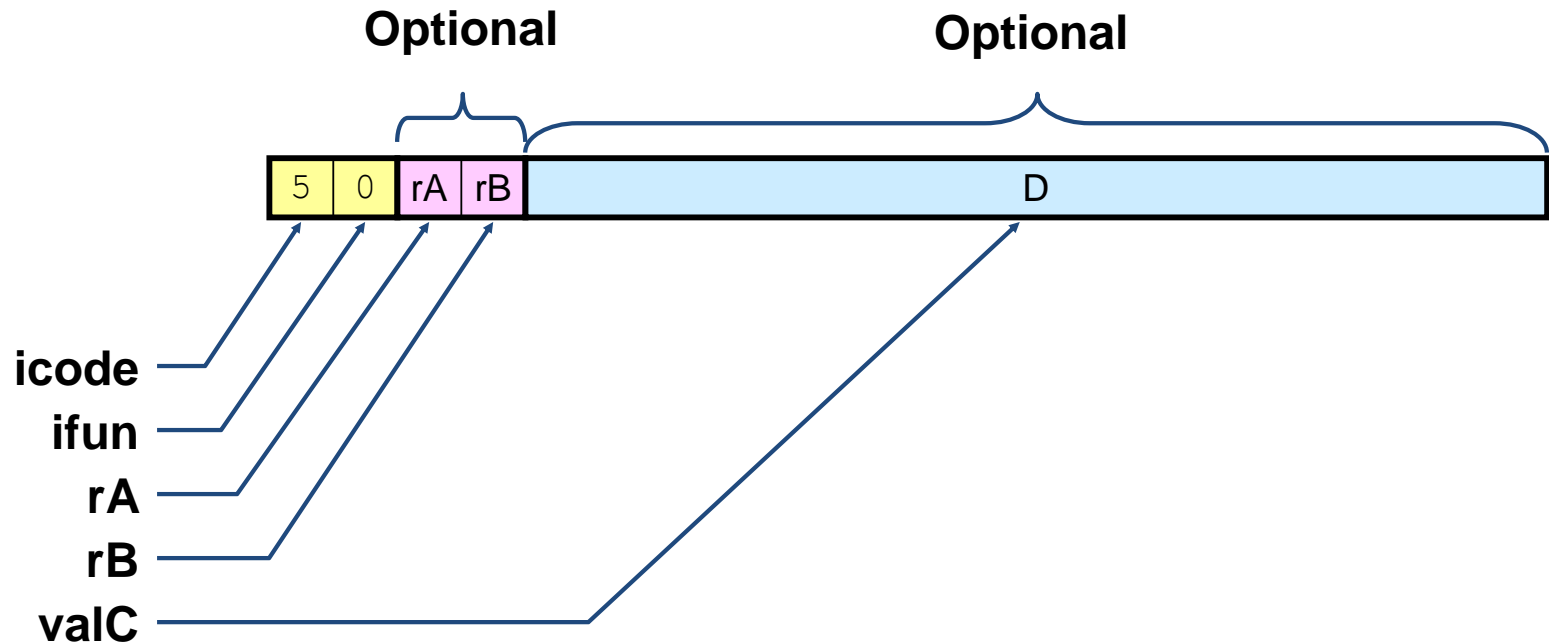 Optional
Optional
5 0 rA rB D
icode
ifun
rA
rB
valC